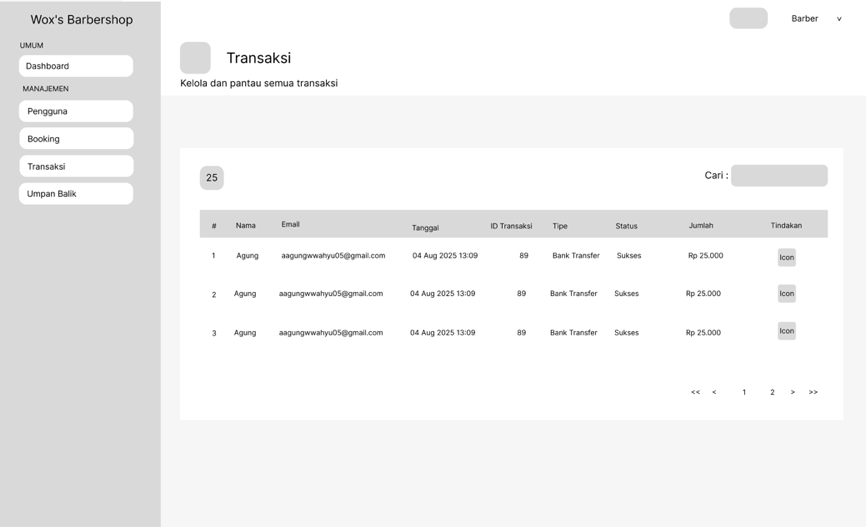 Wox's Barbershop
UMUM
Dashboard
MANAJEMEN
Pengguna
Booking
Transaksi
Umpan Balik
Barber v
Transaksi
Kelola dan pantau semua transaksi
25
Cari :
# Nama Email Tanggal ID Transaksi Tipe Status Jumlah Tindakan
1 Agung aagungwwahyu05@gmail.com 04 Aug 2025 13:09 89 Bank Transfer Sukses Rp 25.000 Icon
2 Agung aagungwwahyu05@gmail.com 04 Aug 2025 13:09 89 Bank Transfer Sukses Rp 25.000 Icon
3 Agung aagungwwahyu05@gmail.com 04 Aug 2025 13:09 89 Bank Transfer Sukses Rp 25.000 Icon
<< < 1 2 > >>